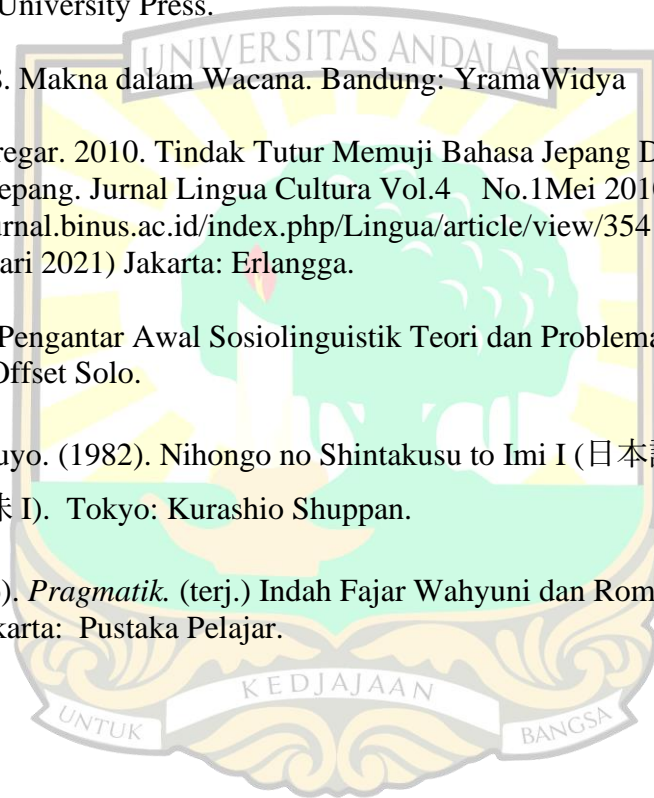 University Press.
UNIVERSITAS ANDALAS
. Makna dalam Wacana. Bandung: YramaWidya
regar. 2010. Tindak Tutur Memuji Bahasa Jepang D
epang. Jurnal Lingua Cultura Vol.4 No.1Mei 201
rnal.binus.ac.id/index.php/Lingua/article/view/354
ari 2021) Jakarta: Erlangga.
Pengantar Awal Sosiolinguistik Teori dan Problema
Offset Solo.
uyo. (1982). Nihongo no Shintakusu to Imi I (日本
I). Tokyo: Kurashio Shuppan.
). Pragmatik. (terj.) Indah Fajar Wahyuni dan Rom
karta: Pustaka Pelajar.
UNTUK KEDJAJAAN BANGSA